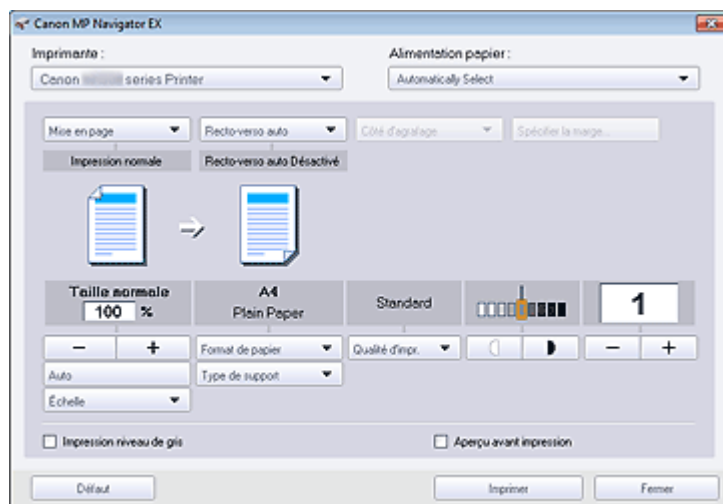 Canon MP Navigator EX
Imprimante :
Alimentation papier :
Canon series Printer
Automatically Select
Mise en page
Recto-verso auto
Côté d'agrafage
Spécifier la marge...
Impression normale
Recto-verso auto Désactivé
Taille normale
A4
Standard
1
100 %
Plain Paper
− +
Format de papier
Qualité d'impr.
− +
Auto
Type de support
Échelle
Impression niveau de gris
Aperçu avant impression
Défaut
Imprimer
Fermer